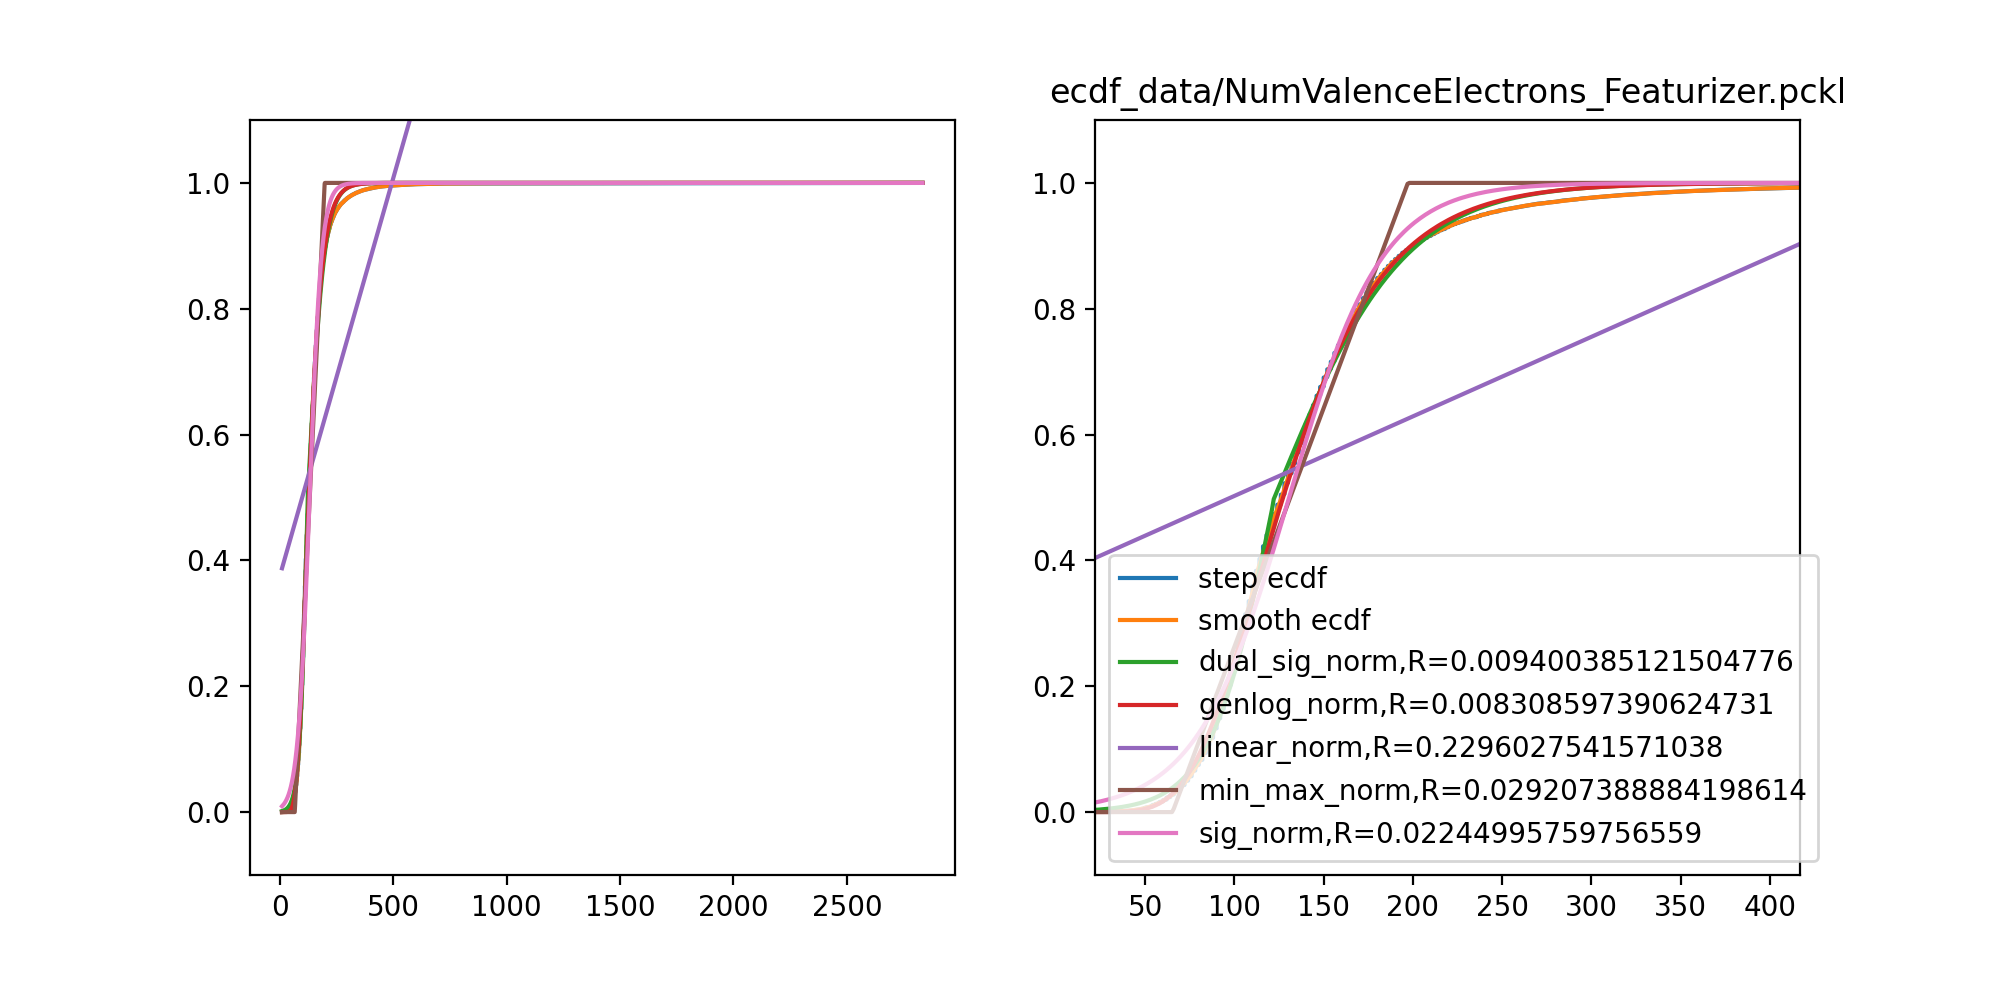 ecdf_data/NumValenceElectrons_Featurizer.pckl
1.0
0.8
0.6
0.4
0.2
0.0
0 500 1000 1500 2000 2500
1.0
0.8
0.6
0.4
0.2
0.0
step ecdf
smooth ecdf
dual_sig_norm,R=0.009400385121504776
genlog_norm,R=0.008308597390624731
linear_norm,R=0.2296027541571038
min_max_norm,R=0.029207388884198614
sig_norm,R=0.02244995759756559
50 100 150 200 250 300 350 400